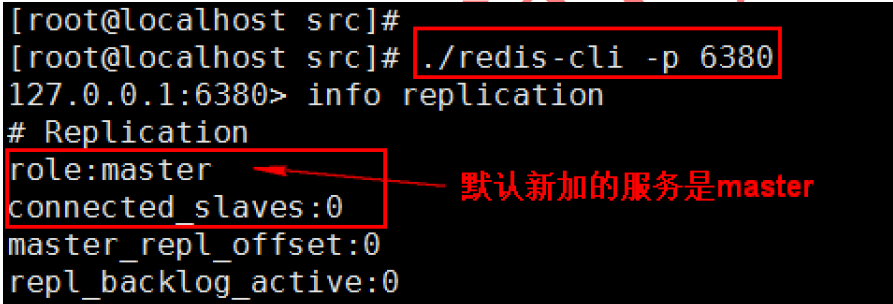 [root@localhost src]#
[root@localhost src]# ./redis-cli -p 6380
127.0.0.1:6380> info replication
# Replication
role:master
默认新加的服务是master
connected_slaves:0
master_repl_offset:0
repl_backlog_active:0